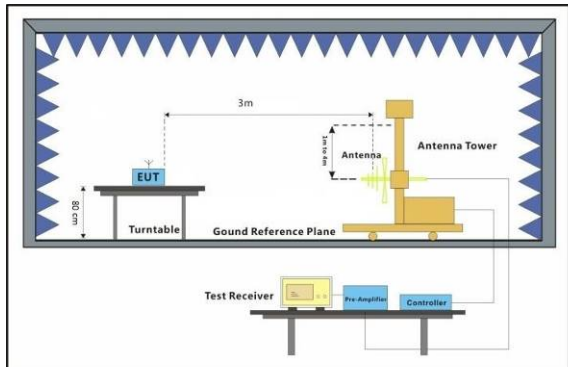 3m
1m to 4m
Antenna
Antenna Tower
EUT
80 cm
Turntable
Gound Reference Plane
Test Receiver
Pre-Amplifier
Controller